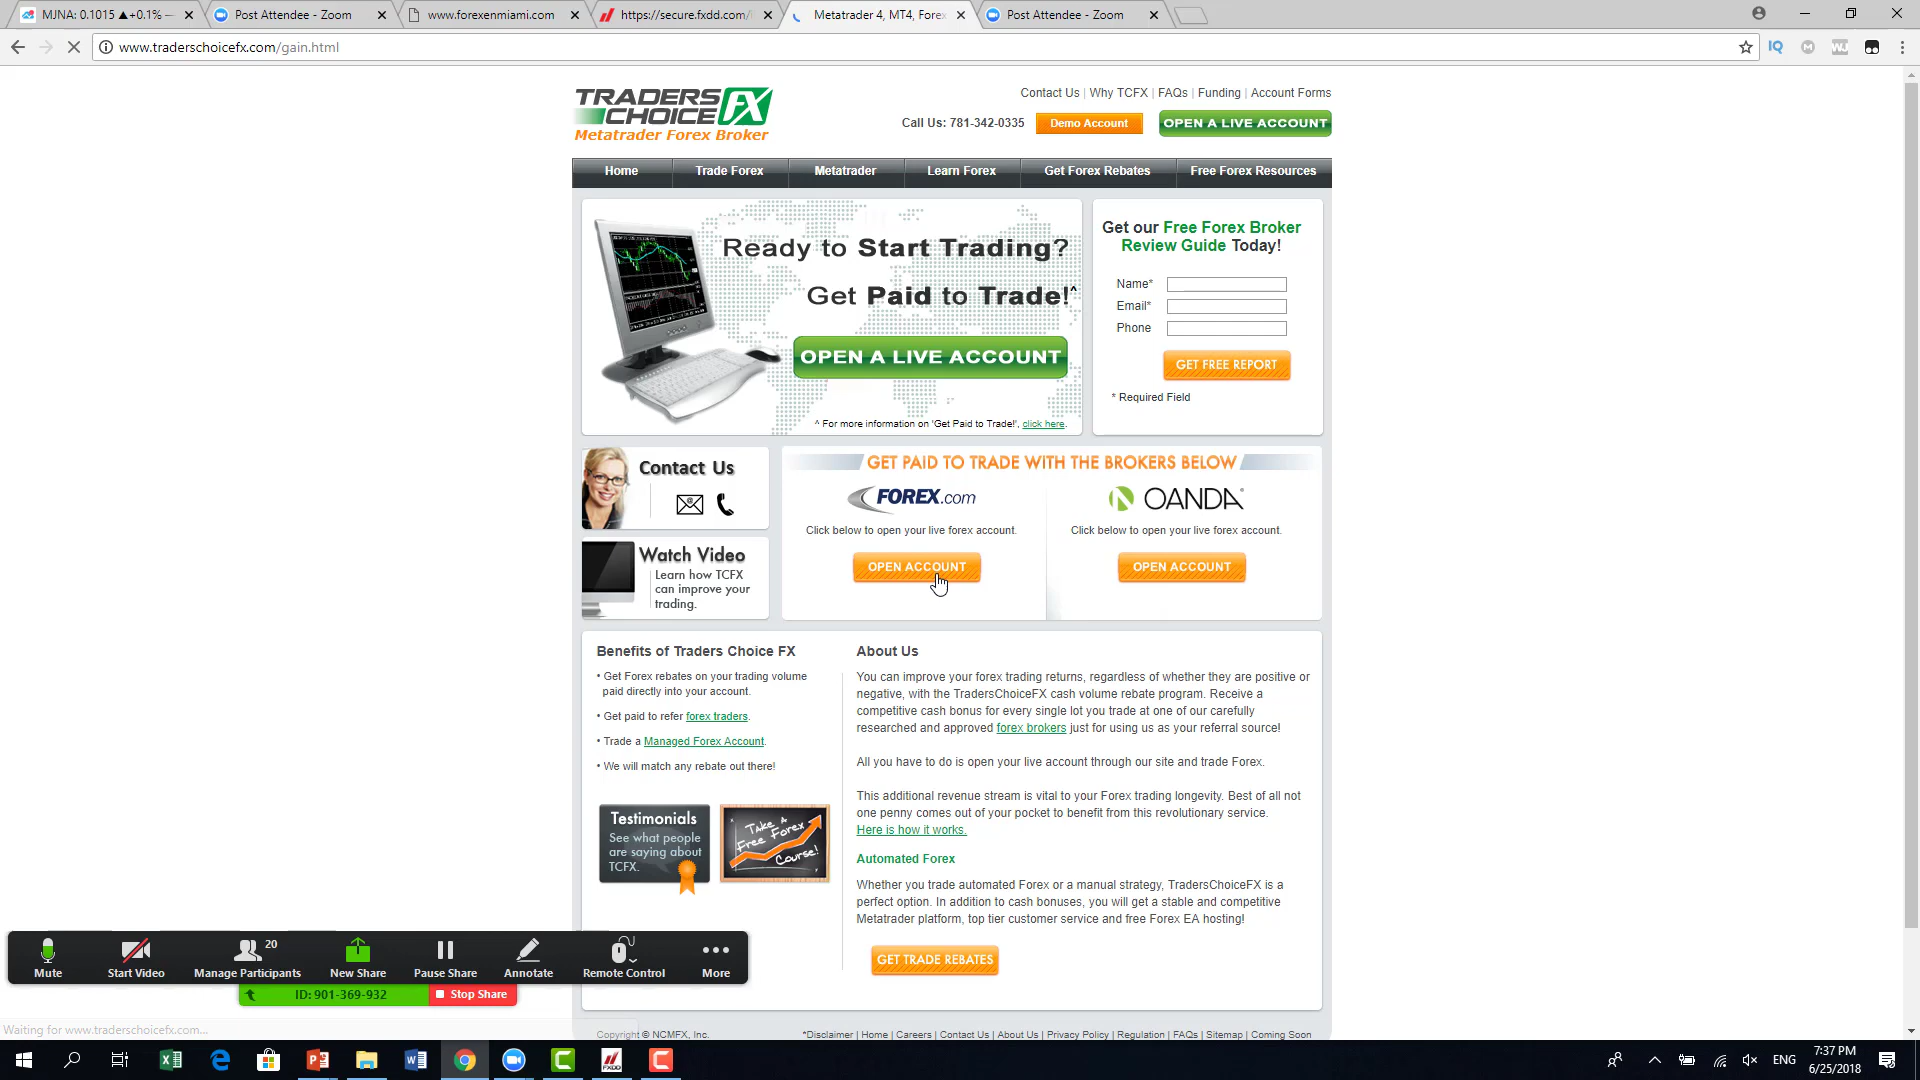 MJNA: 0.1015 ▲+0.1% 
Post Attendee - Zoom
www.forexenmiami.com
https://secure.fxdd.com/
Metatrader 4, MT4, Forex
Post Attendee - Zoom
www.traderschoicefx.com/gain.html
TRADERS CHOICE FX
Metatrader Forex Broker
Contact Us | Why TCFX | FAQs | Funding | Account Forms
Call Us: 781-342-0335
Demo Account
OPEN A LIVE ACCOUNT
Home
Trade Forex
Metatrader
Learn Forex
Get Forex Rebates
Free Forex Resources
Ready to Start Trading?
Get Paid to Trade!^
OPEN A LIVE ACCOUNT
^ For more information on 'Get Paid to Trade!', click here.
Get our Free Forex Broker
Review Guide Today!
Name*
Email*
Phone
GET FREE REPORT
* Required Field
Contact Us
Watch Video
Learn how TCFX
can improve your
trading.
GET PAID TO TRADE WITH THE BROKERS BELOW
FOREX.com
Click below to open your live forex account.
OPEN ACCOUNT
OANDA
Click below to open your live forex account.
OPEN ACCOUNT
Benefits of Traders Choice FX
• Get Forex rebates on your trading volume
paid directly into your account.
• Get paid to refer forex traders.
• Trade a Managed Forex Account.
• We will match any rebate out there!
Testimonials
See what people
are saying about
TCFX.
Take A
Free Forex
Course!
About Us
You can improve your forex trading returns, regardless of whether they are positive or
negative, with the TradersChoiceFX cash volume rebate program. Receive a
competitive cash bonus for every single lot you trade at one of our carefully
researched and approved forex brokers just for using us as your referral source!
All you have to do is open your live account through our site and trade Forex.
This additional revenue stream is vital to your Forex trading longevity. Best of all not
one penny comes out of your pocket to benefit from this revolutionary service.
Here is how it works.
Automated Forex
Whether you trade automated Forex or a manual strategy, TradersChoiceFX is a
perfect option. In addition to cash bonuses, you will get a stable and competitive
Metatrader platform, top tier customer service and free Forex EA hosting!
GET TRADE REBATES
Copyright © NCMFX, Inc.
*Disclaimer | Home | Careers | Contact Us | About Us | Privacy Policy | Regulation | FAQs | Sitemap | Coming Soon
Mute
Start Video
20
Manage Participants
New Share
Pause Share
Annotate
Remote Control
More
ID: 901-369-932
Stop Share
Waiting for www.traderschoicefx.com...
ENG
7:37 PM
6/25/2018